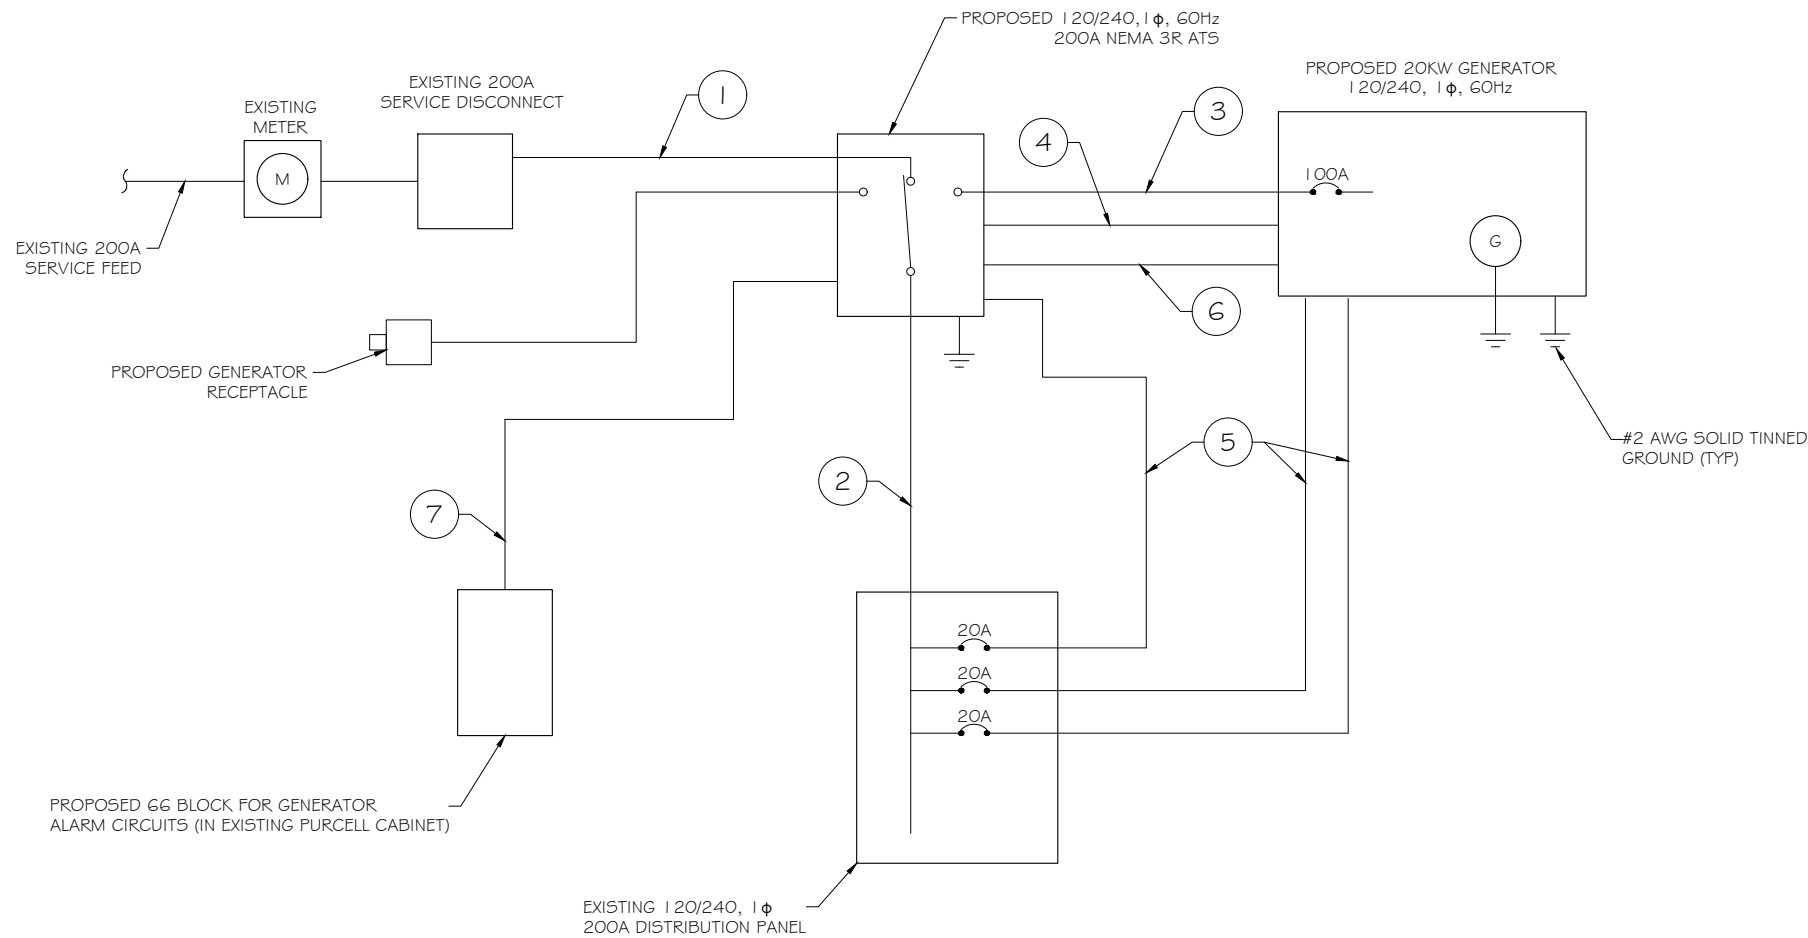 PROPOSED 120/240, 1ϕ, 60Hz
200A NEMA 3R ATS
PROPOSED 20KW GENERATOR
120/240, 1ϕ, 60Hz
EXISTING 200A
SERVICE DISCONNECT
EXISTING
METER
1
3
4
M
100A
G
EXISTING 200A
SERVICE FEED
6
PROPOSED GENERATOR
RECEPTACLE
5
#2 AWG SOLID TINNED
GROUND (TYP)
2
7
20A
20A
20A
PROPOSED 66 BLOCK FOR GENERATOR
ALARM CIRCUITS (IN EXISTING PURCELL CABINET)
EXISTING 120/240, 1ϕ
200A DISTRIBUTION PANEL